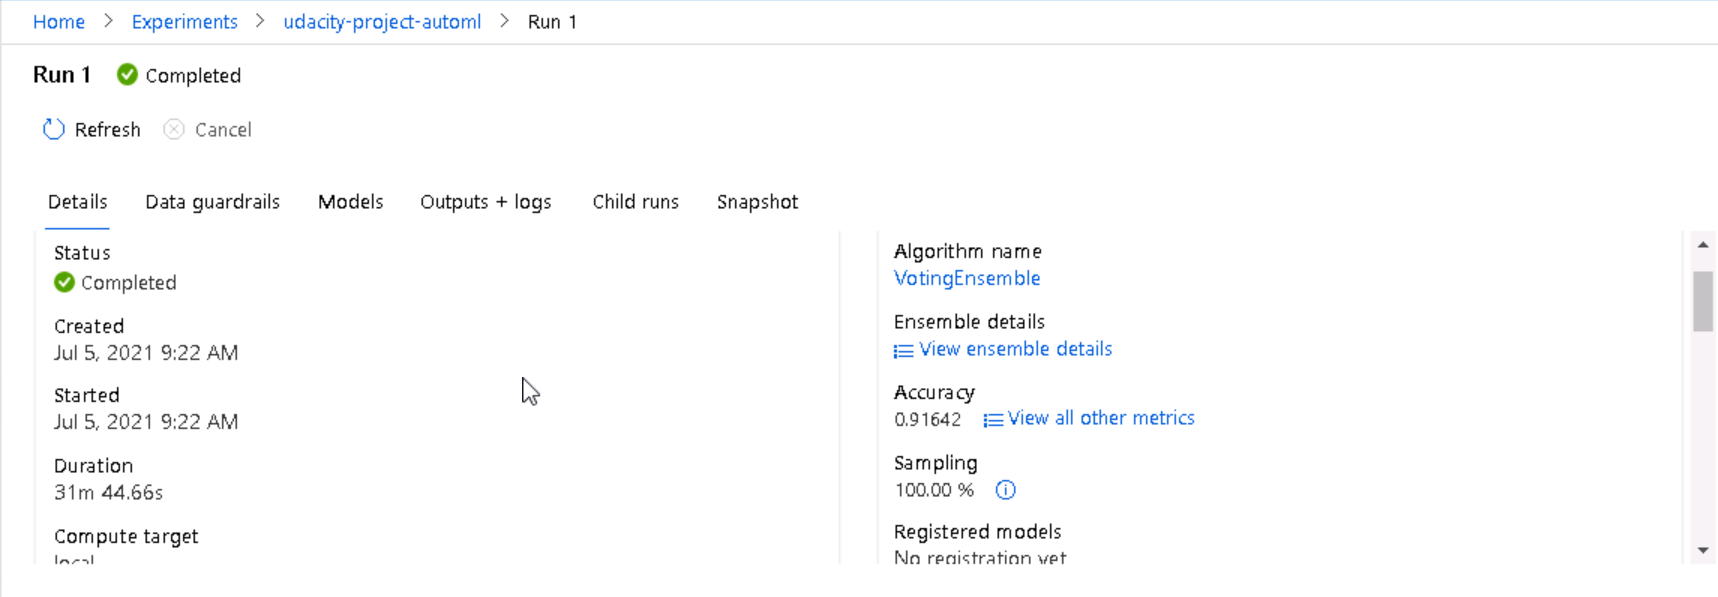 Home > Experiments > udacity-project-automl > Run 1
Run 1 Completed
Refresh Cancel
Details Data guardrails Models Outputs + logs Child runs Snapshot
Status
Completed
Created
Jul 5, 2021 9:22 AM
Started
Jul 5, 2021 9:22 AM
Duration
31m 44.66s
Compute target
local
Algorithm name
VotingEnsemble
Ensemble details
View ensemble details
Accuracy
0.91642 View all other metrics
Sampling
100.00 %
Registered models
No registration yet